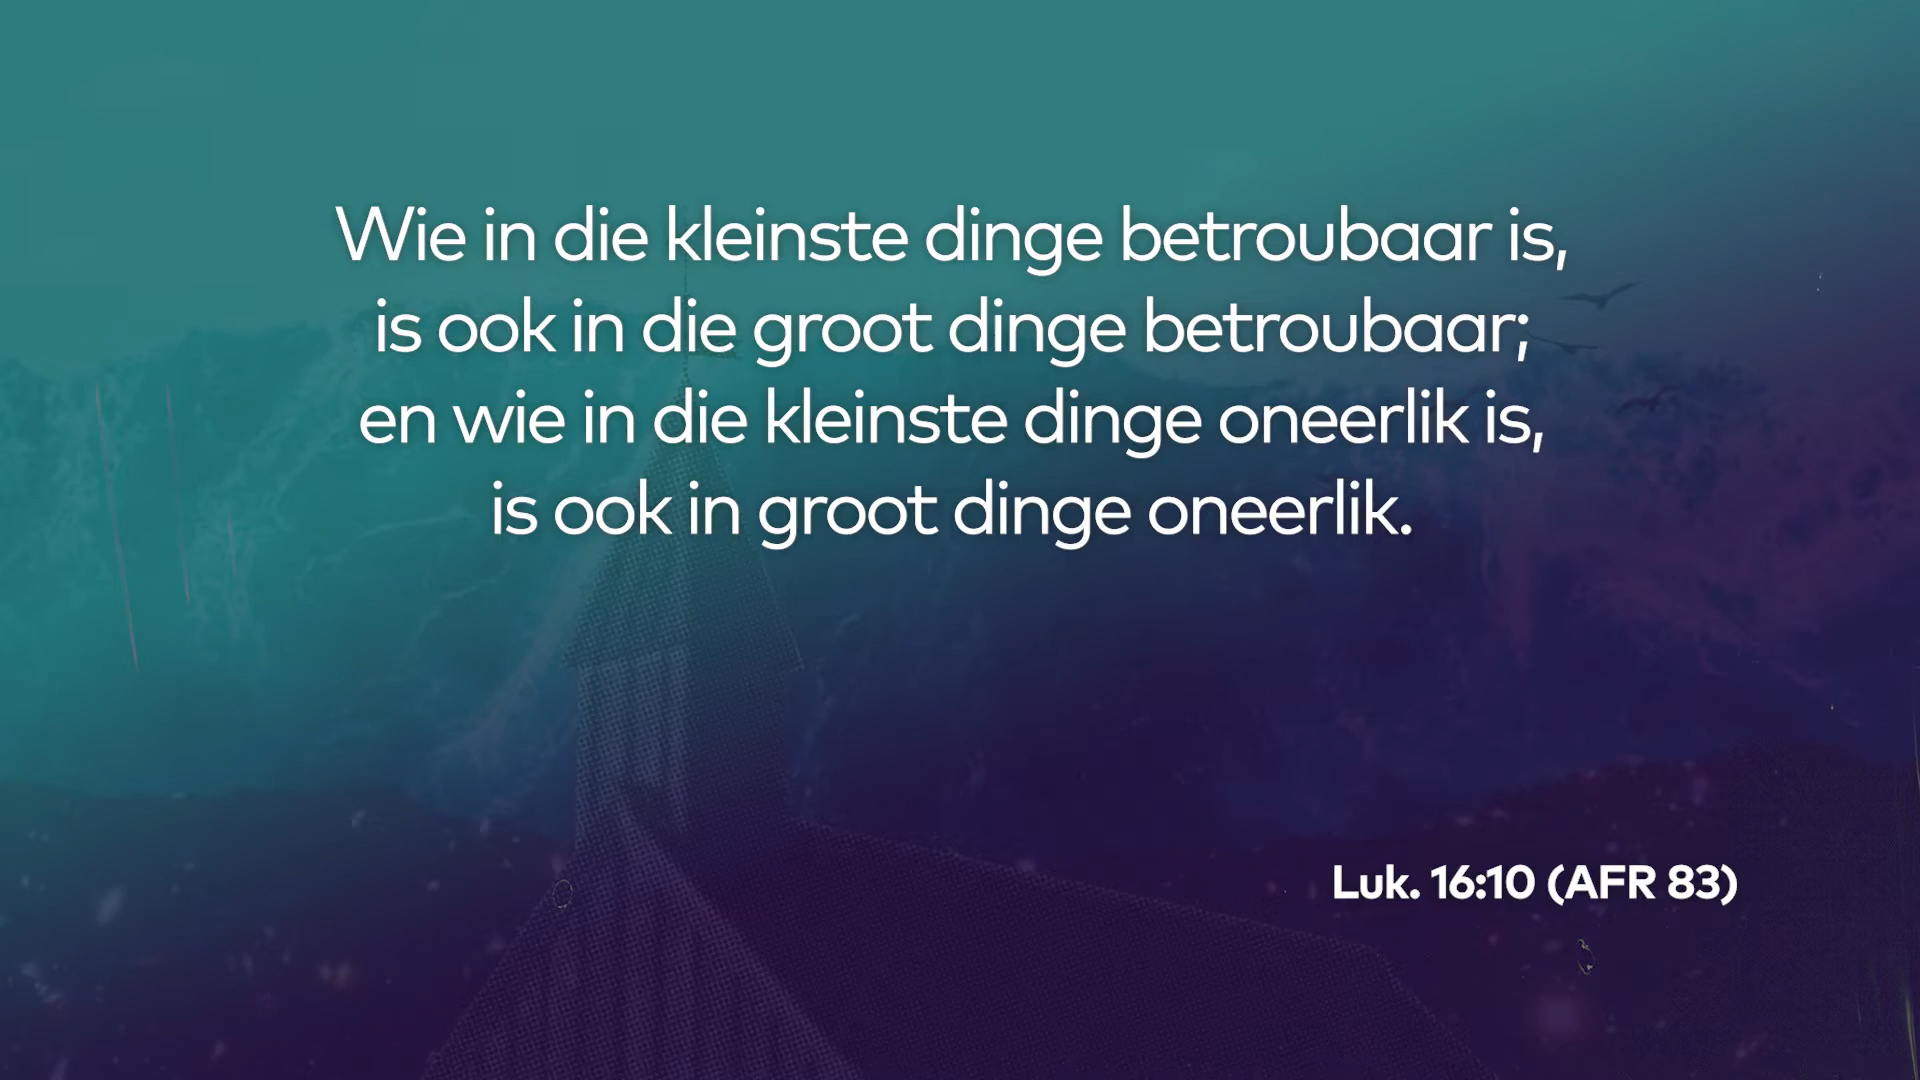 Wie in die kleinste dinge betroubaar is,
is ook in die groot dinge betroubaar;
en wie in die kleinste dinge oneerlik is,
is ook in groot dinge oneerlik.
Luk. 16:10 (AFR 83)